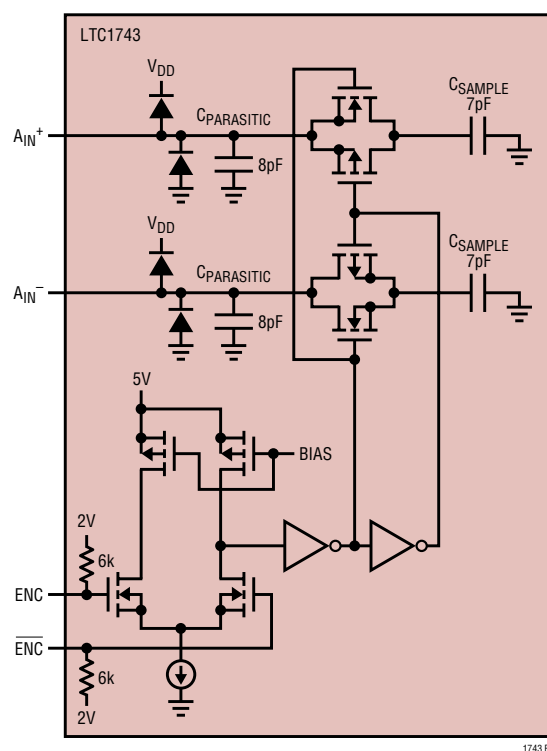 LTC1743
VDD
CSAMPLE
7pF
AIN+
CPARASITIC
8pF
VDD
CSAMPLE
7pF
AIN–
CPARASITIC
8pF
5V
BIAS
2V
6k
ENC
ENC
6k
2V